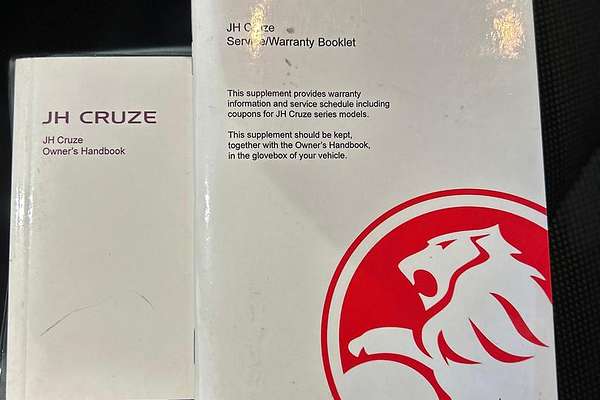 JH CRUZE
JH Cruze
Owner's Handbook
JH Cruze
Service/Warranty Booklet
This supplement provides warranty
information and service schedule including
coupons for JH Cruze series models.
This supplement should be kept,
together with the Owner's Handbook,
in the glovebox of your vehicle.